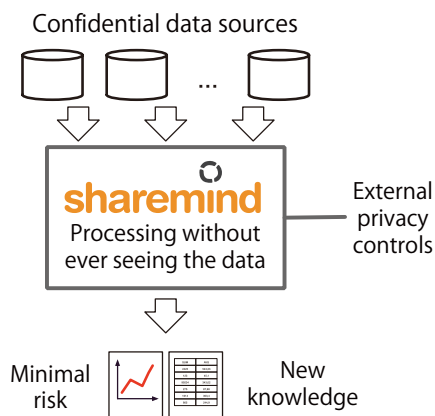 Confidential data sources
...
sharemind
Processing without
ever seeing the data
External
privacy
controls
Minimal
risk
New
knowledge